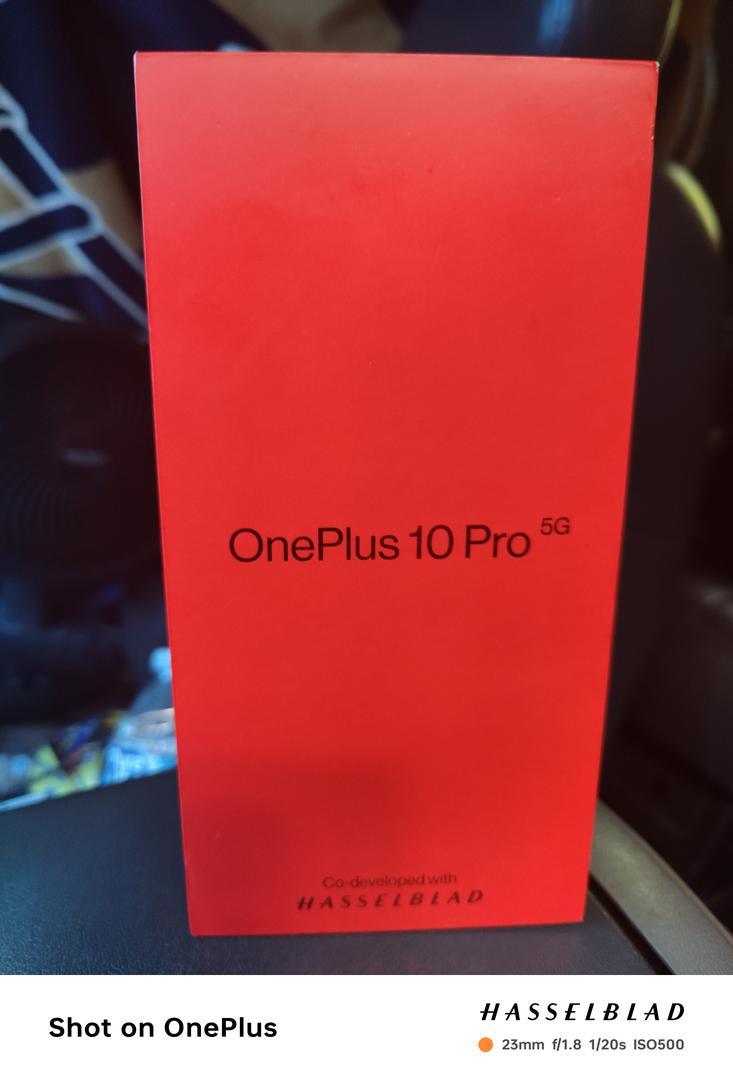 OnePlus 10 Pro 5G
Co-developed with
HASSELBLAD
Shot on OnePlus
HASSELBLAD
23mm f/1.8 1/20s ISO500